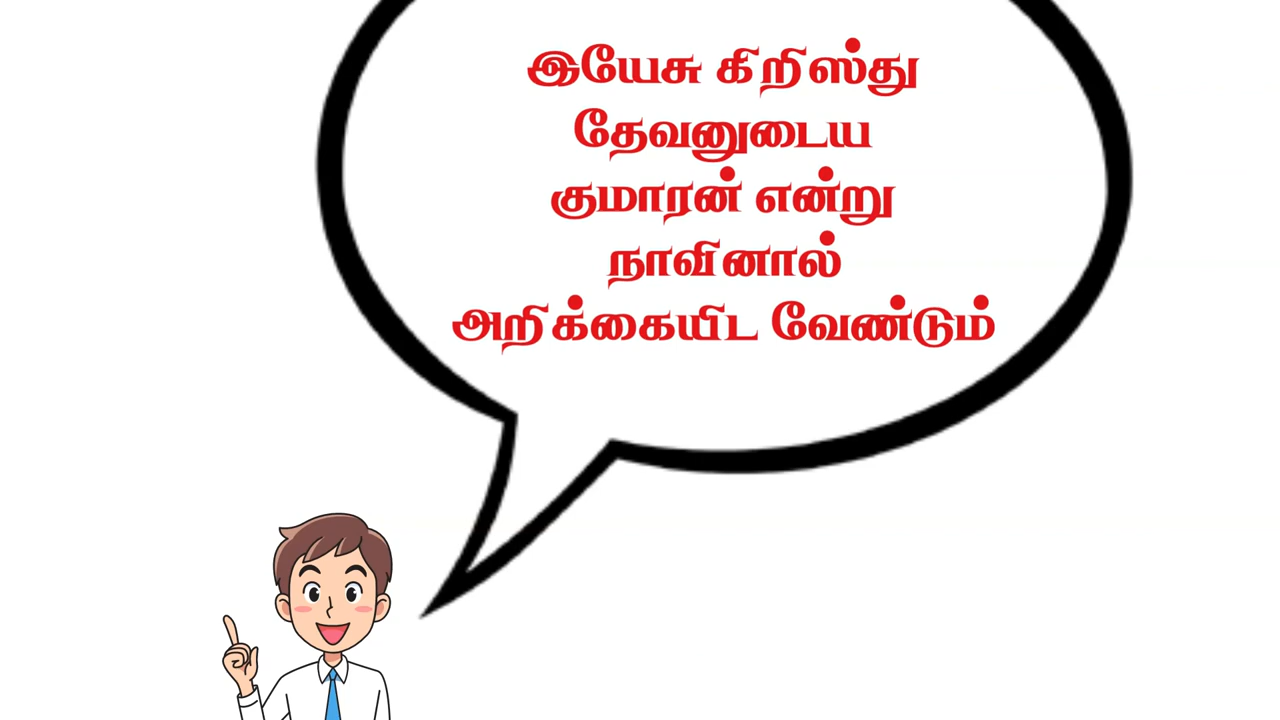 இயேசு கிறிஸ்து
தேவனுடைய
குமாரன் என்று
நாவினால்
அறிக்கையிட வேண்டும்